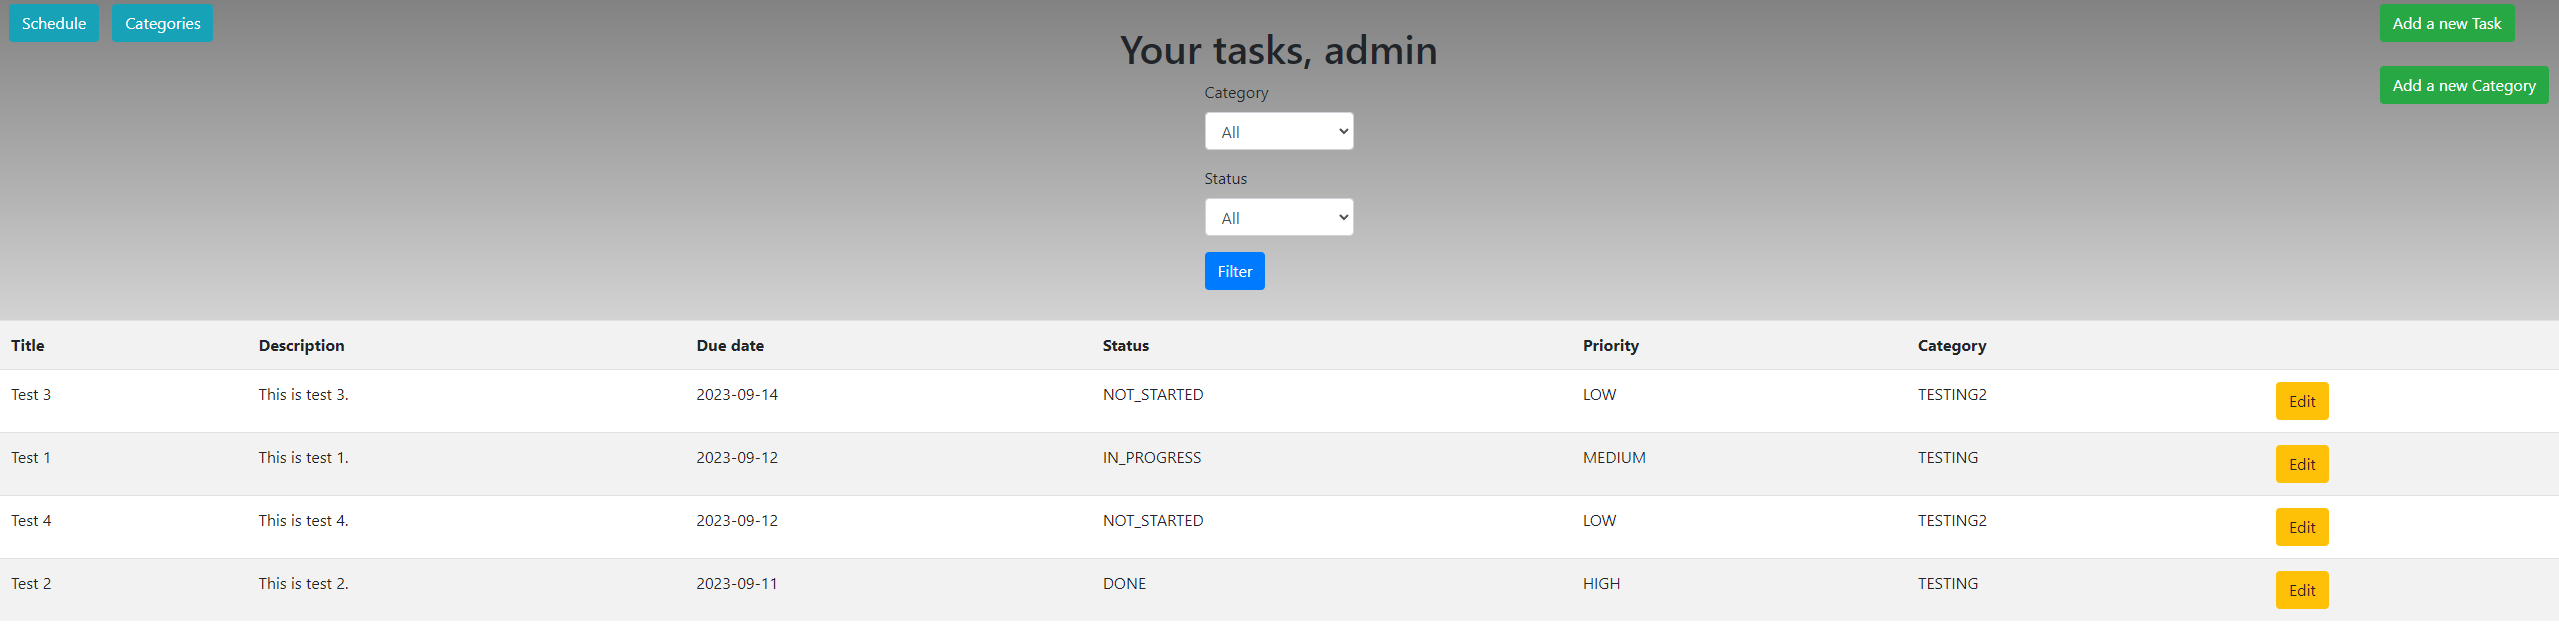 Schedule Categories
Add a new Task
Your tasks, admin
Add a new Category
Category
All
Status
All
Filter
Title Description Due date Status Priority Category
Test 3 This is test 3. 2023-09-14 NOT_STARTED LOW TESTING2 Edit
Test 1 This is test 1. 2023-09-12 IN_PROGRESS MEDIUM TESTING Edit
Test 4 This is test 4. 2023-09-12 NOT_STARTED LOW TESTING2 Edit
Test 2 This is test 2. 2023-09-11 DONE HIGH TESTING Edit